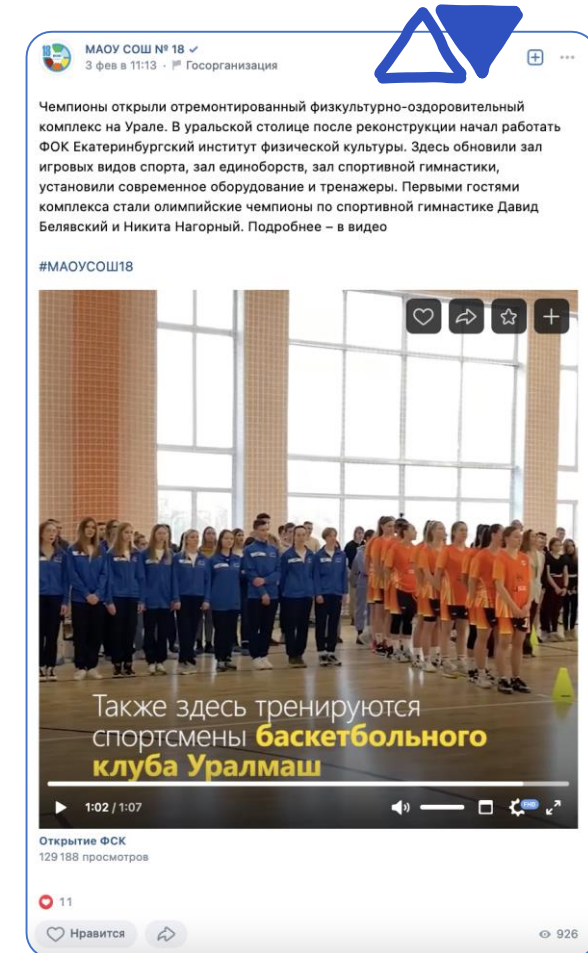 МАОУ СОШ № 18
3 фев в 11:13 · Госорганизация
Чемпионы открыли отремонтированный физкультурно-оздоровительный
комплекс на Урале. В уральской столице после реконструкции начал работать
ФОК Екатеринбургский институт физической культуры. Здесь обновили зал
игровых видов спорта, зал единоборств, зал спортивной гимнастики,
установили современное оборудование и тренажеры. Первыми гостями
комплекса стали олимпийские чемпионы по спортивной гимнастике Давид
Белявский и Никита Нагорный. Подробнее – в видео
#МАОУСОШ18
Также здесь тренируются
спортсмены баскетбольного
клуба Уралмаш
1:02 / 1:07
FHD
Открытие ФСК
129 188 просмотров
11
Нравится
926